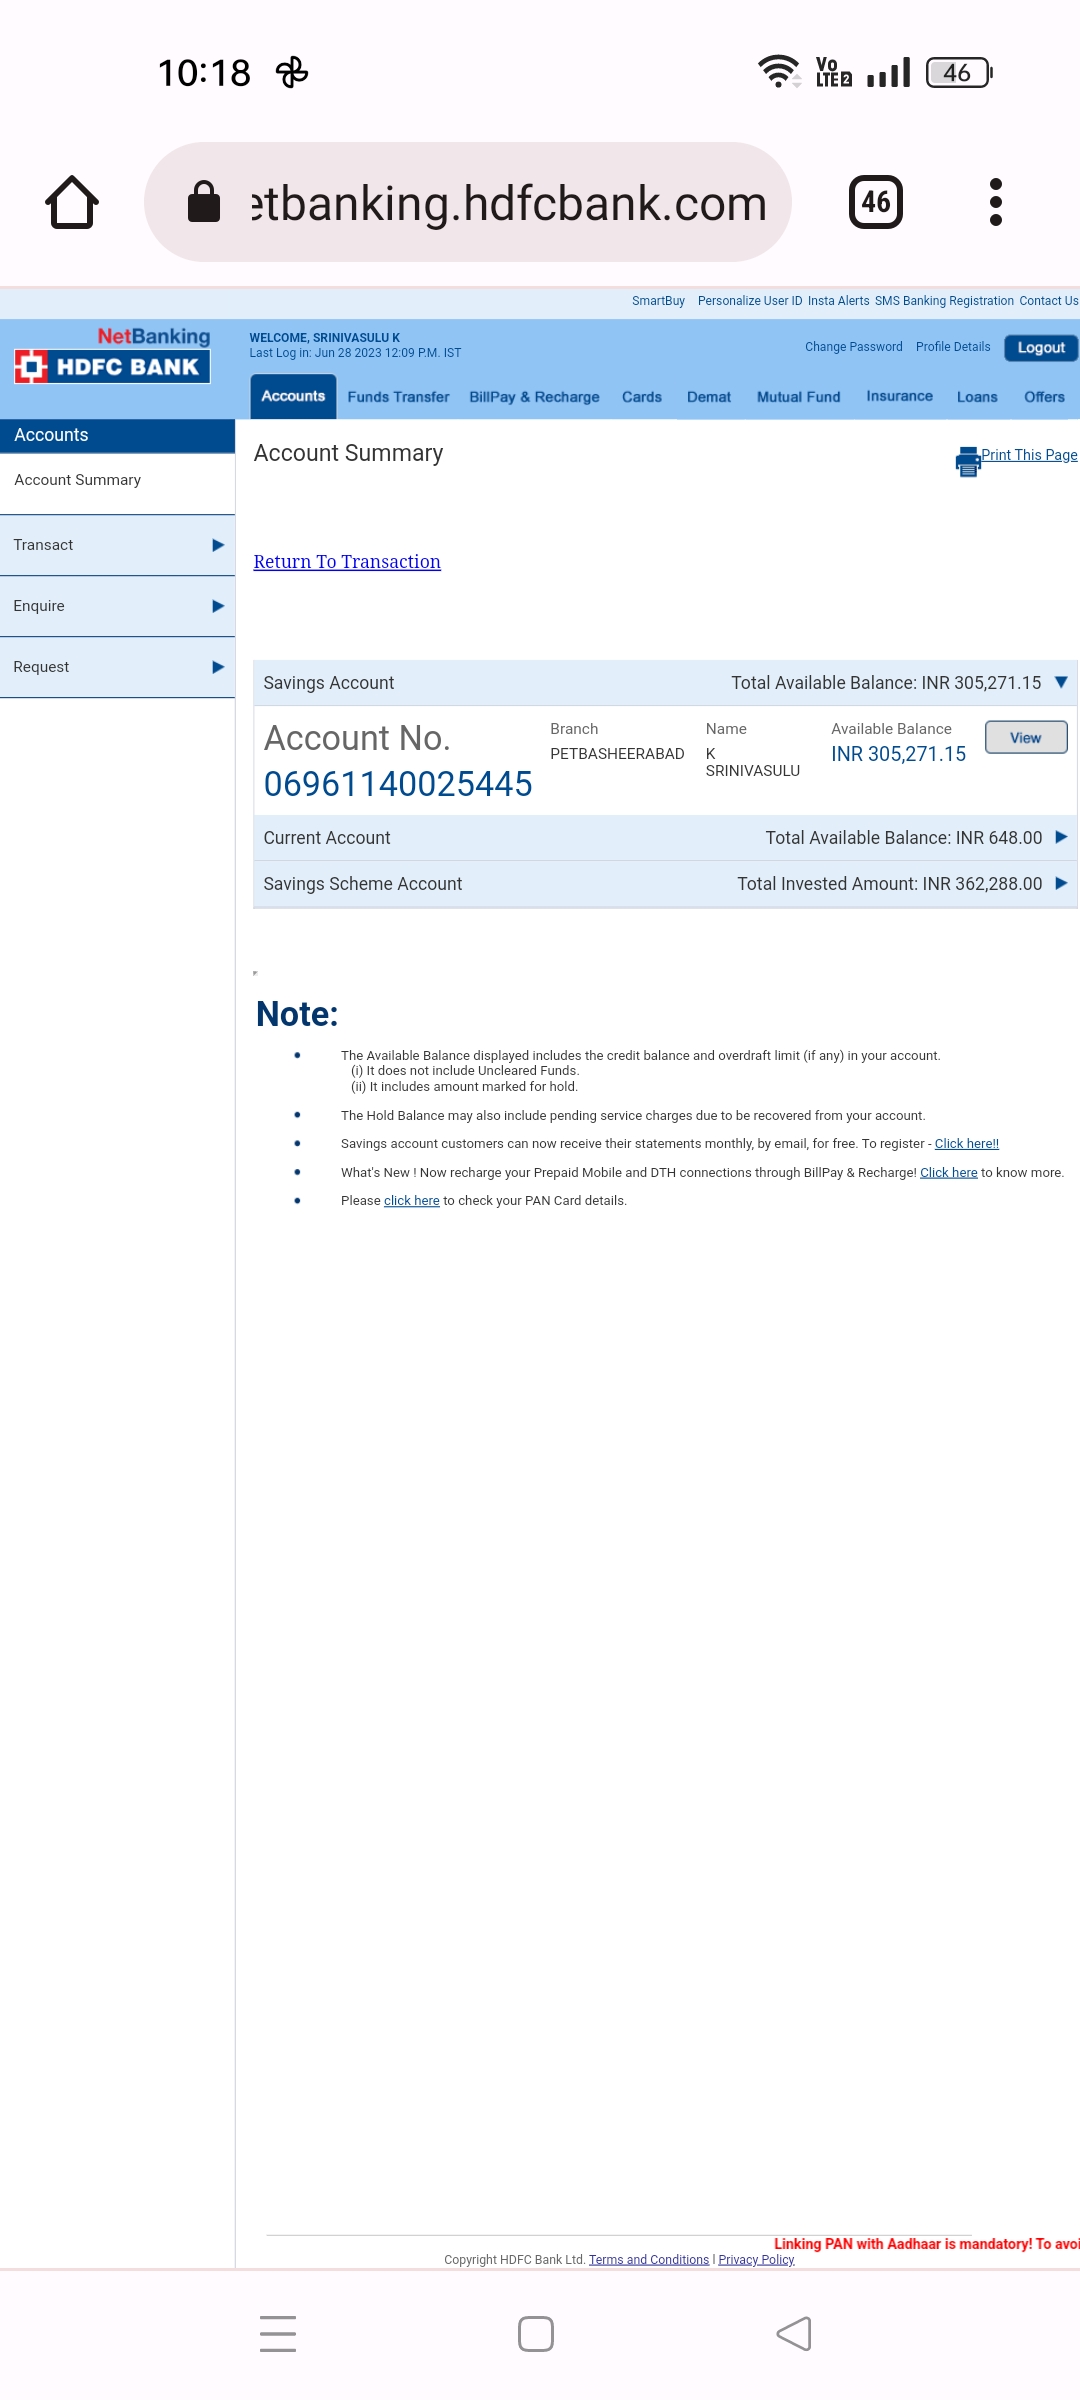 10:18
Vo
LTE 2
46
etbanking.hdfcbank.com
46
SmartBuy Personalize User ID Insta Alerts SMS Banking Registration Contact Us
NetBanking
HDFC BANK
WELCOME, SRINIVASULU K
Last Log in: Jun 28 2023 12:09 P.M. IST
Change Password Profile Details Logout
Accounts Funds Transfer BillPay & Recharge Cards Demat Mutual Fund Insurance Loans Offers
Accounts
Account Summary
Transact
Enquire
Request
Account Summary
Print This Page
Return To Transaction
Savings Account Total Available Balance: INR 305,271.15
Account No. Branch Name Available Balance View
06961140025445 PETBASHEERABAD K INR 305,271.15
SRINIVASULU
Current Account Total Available Balance: INR 648.00
Savings Scheme Account Total Invested Amount: INR 362,288.00
Note:
The Available Balance displayed includes the credit balance and overdraft limit (if any) in your account.
(i) It does not include Uncleared Funds.
(ii) It includes amount marked for hold.
The Hold Balance may also include pending service charges due to be recovered from your account.
Savings account customers can now receive their statements monthly, by email, for free. To register - Click here!!
What's New ! Now recharge your Prepaid Mobile and DTH connections through BillPay & Recharge! Click here to know more.
Please click here to check your PAN Card details.
Linking PAN with Aadhaar is mandatory! To avoi
Copyright HDFC Bank Ltd. Terms and Conditions | Privacy Policy